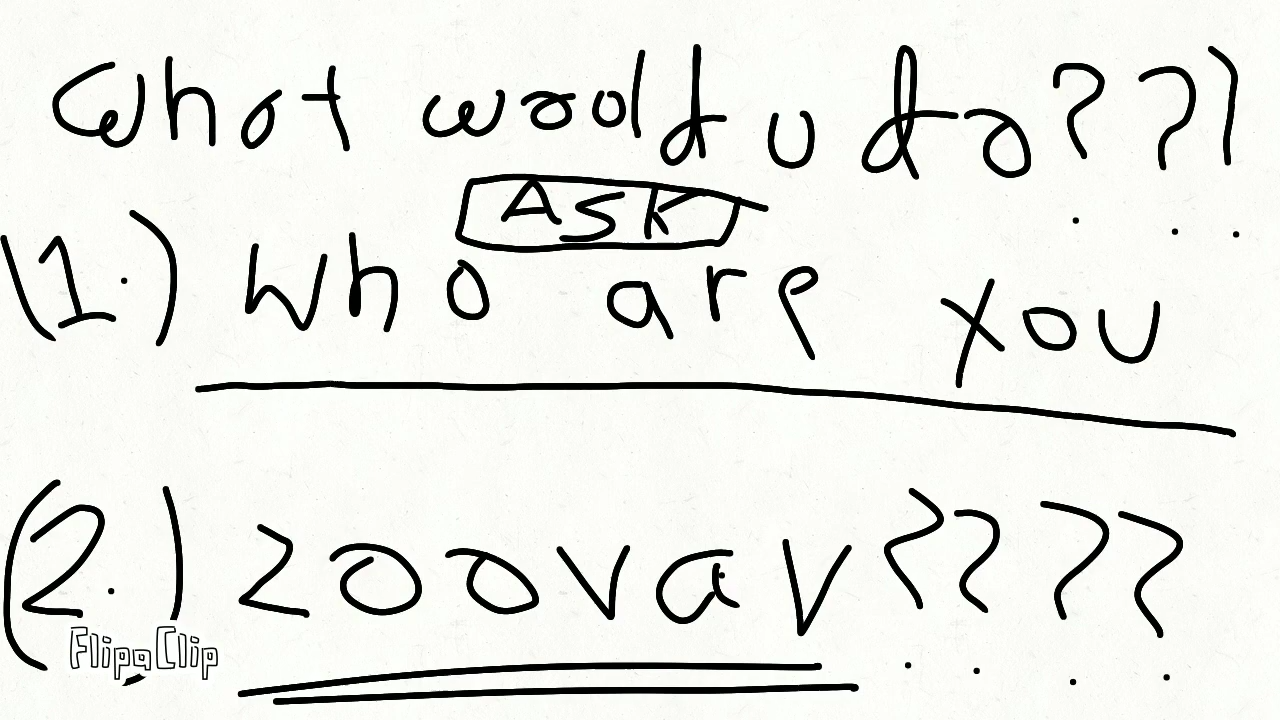 What would u do???
ASK
(1.) Who are you
(2.) zoovav????
FlipaClip